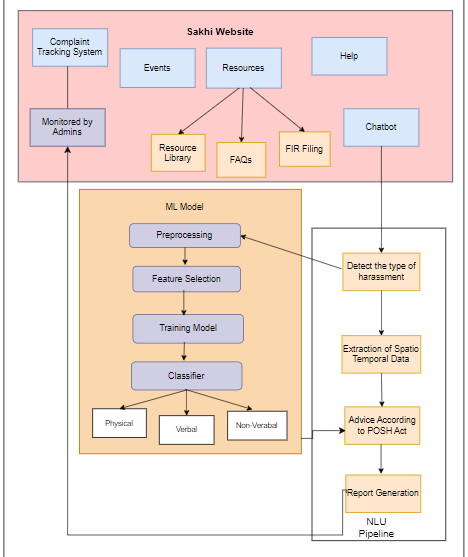 Sakhi Website
Complaint
Tracking System
Events
Resources
Help
Monitored by
Admins
Resource
Library
FAQs
FIR Filing
Chatbot
ML Model
Preprocessing
Feature Selection
Training Model
Classifier
Physical
Verbal
Non-Verabal
Detect the type of
harassment
Extraction of Spatio
Temporal Data
Advice According
to POSH Act
Report Generation
NLU
Pipeline